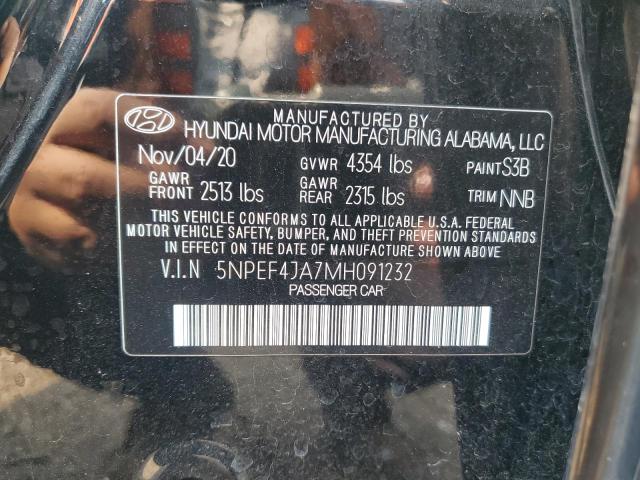 MANUFACTURED BY
HYUNDAI MOTOR MANUFACTURING ALABAMA, LLC
Nov/04/20 GVWR 4354 lbs PAINT S3B
GAWR FRONT 2513 lbs GAWR REAR 2315 lbs TRIM NNB
THIS VEHICLE CONFORMS TO ALL APPLICABLE U.S.A. FEDERAL
MOTOR VEHICLE SAFETY, BUMPER, AND THEFT PREVENTION STANDARDS
IN EFFECT ON THE DATE OF MANUFACTURE SHOWN ABOVE
V.I.N 5NPEF4JA7MH091232
PASSENGER CAR